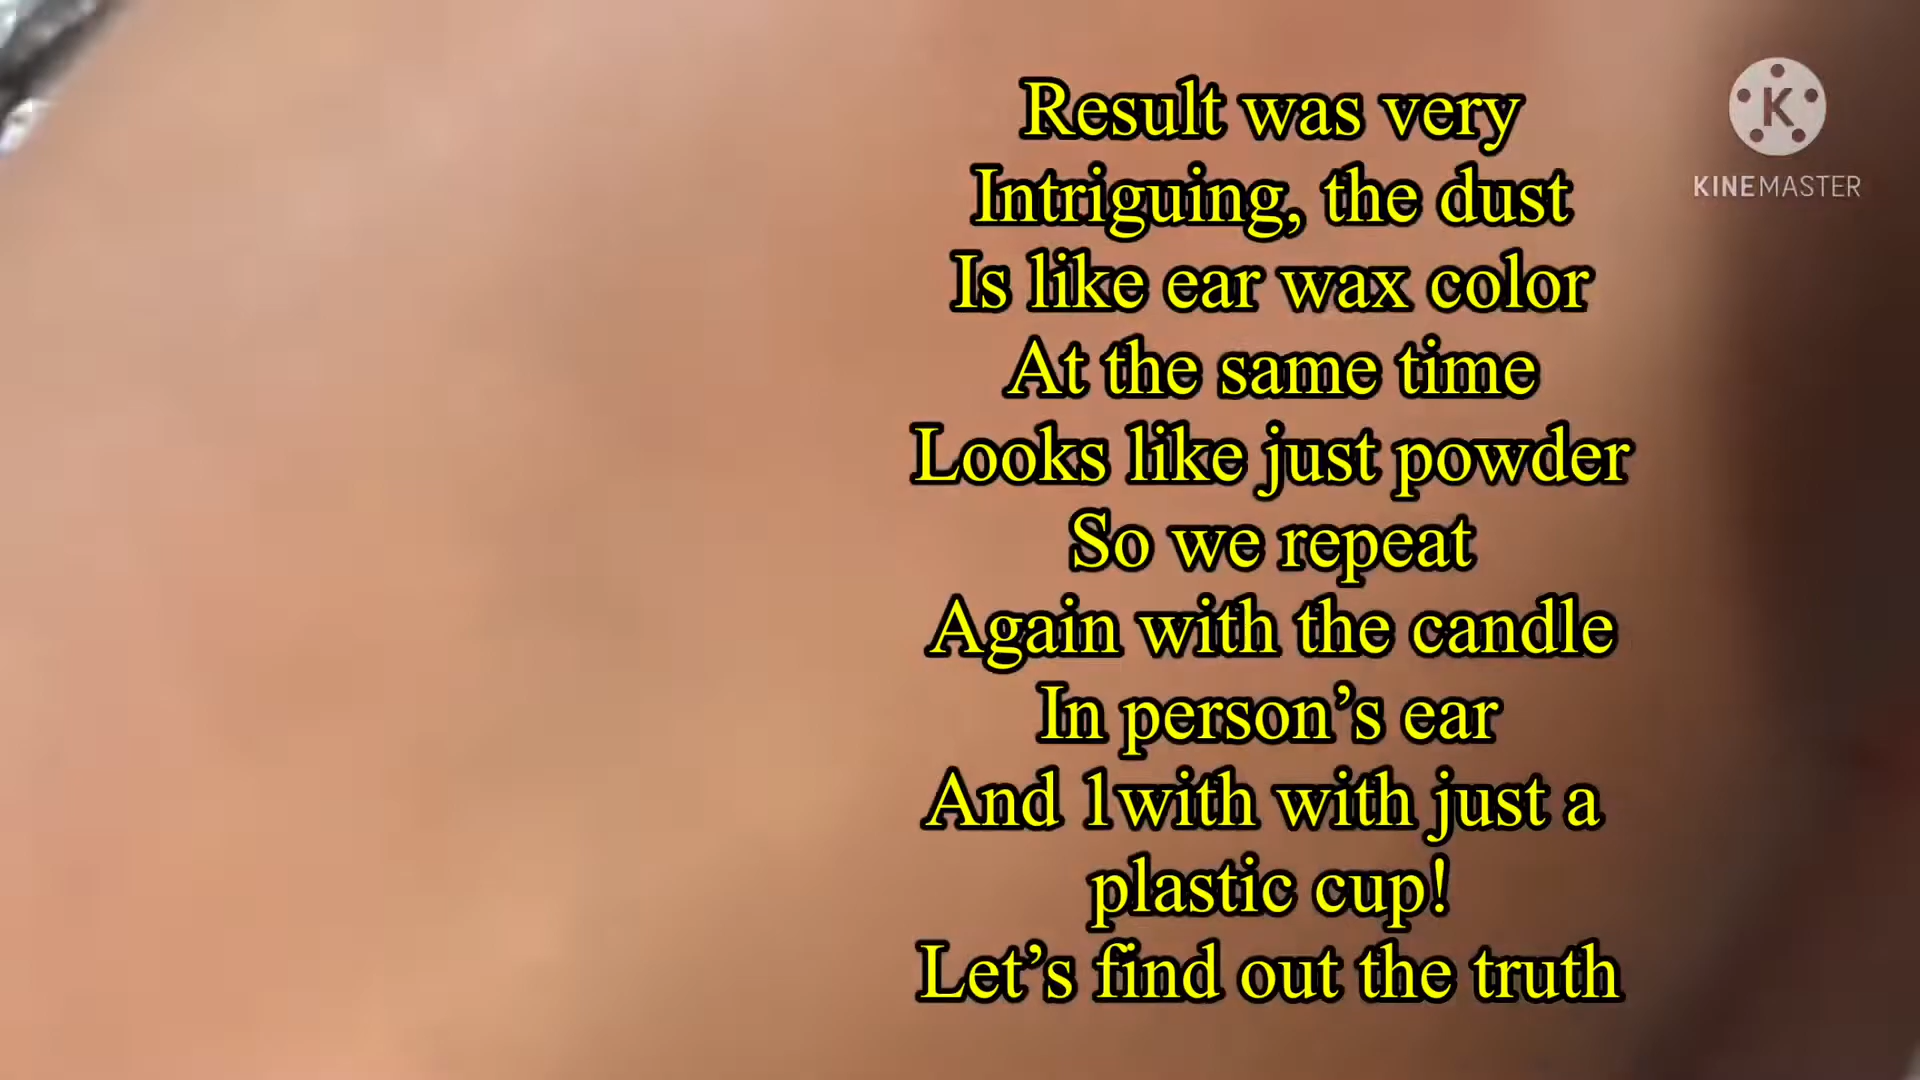 Result was very
Intriguing, the dust
Is like ear wax color
At the same time
Looks like just powder
So we repeat
Again with the candle
In person’s ear
And 1with with just a
plastic cup!
Let’s find out the truth
K
KINEMASTER